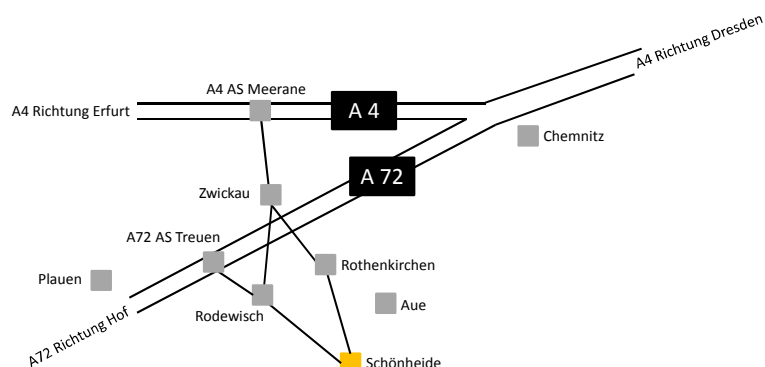 A4 Richtung Dresden
A4 AS Meerane
A4 Richtung Erfurt
A 4
Chemnitz
A 72
Zwickau
A72 AS Treuen
Rothenkirchen
Plauen
Aue
Rodewisch
A72 Richtung Hof
Schönheide